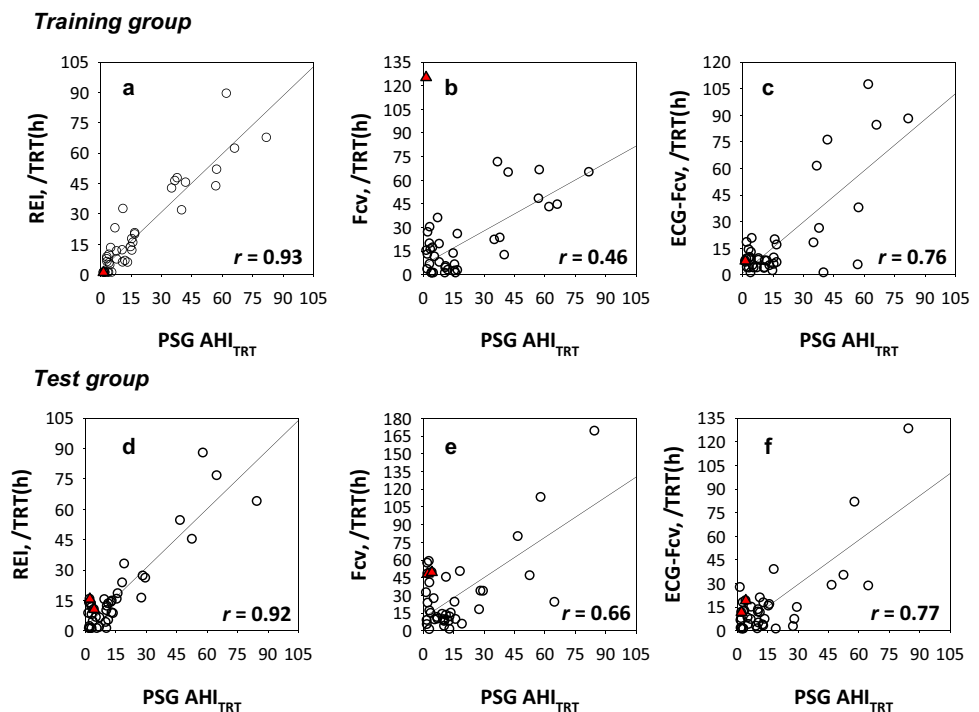 Training group
a
REI, /TRT(h)
105
90
75
60
45
30
15
0
r = 0.93
0 15 30 45 60 75 90 105
PSG AHITRT
b
Fcv, /TRT(h)
135
120
105
90
75
60
45
30
15
0
r = 0.46
0 15 30 45 60 75 90 105
PSG AHITRT
c
ECG-Fcv, /TRT(h)
120
105
90
75
60
45
30
15
0
r = 0.76
0 15 30 45 60 75 90 105
PSG AHITRT
Test group
d
REI, /TRT(h)
105
90
75
60
45
30
15
0
r = 0.92
0 15 30 45 60 75 90 105
PSG AHITRT
e
Fcv, /TRT(h)
180
165
150
135
120
105
90
75
60
45
30
15
0
r = 0.66
0 15 30 45 60 75 90 105
PSG AHITRT
f
ECG-Fcv, /TRT(h)
135
120
105
90
75
60
45
30
15
0
r = 0.77
0 15 30 45 60 75 90 105
PSG AHITRT